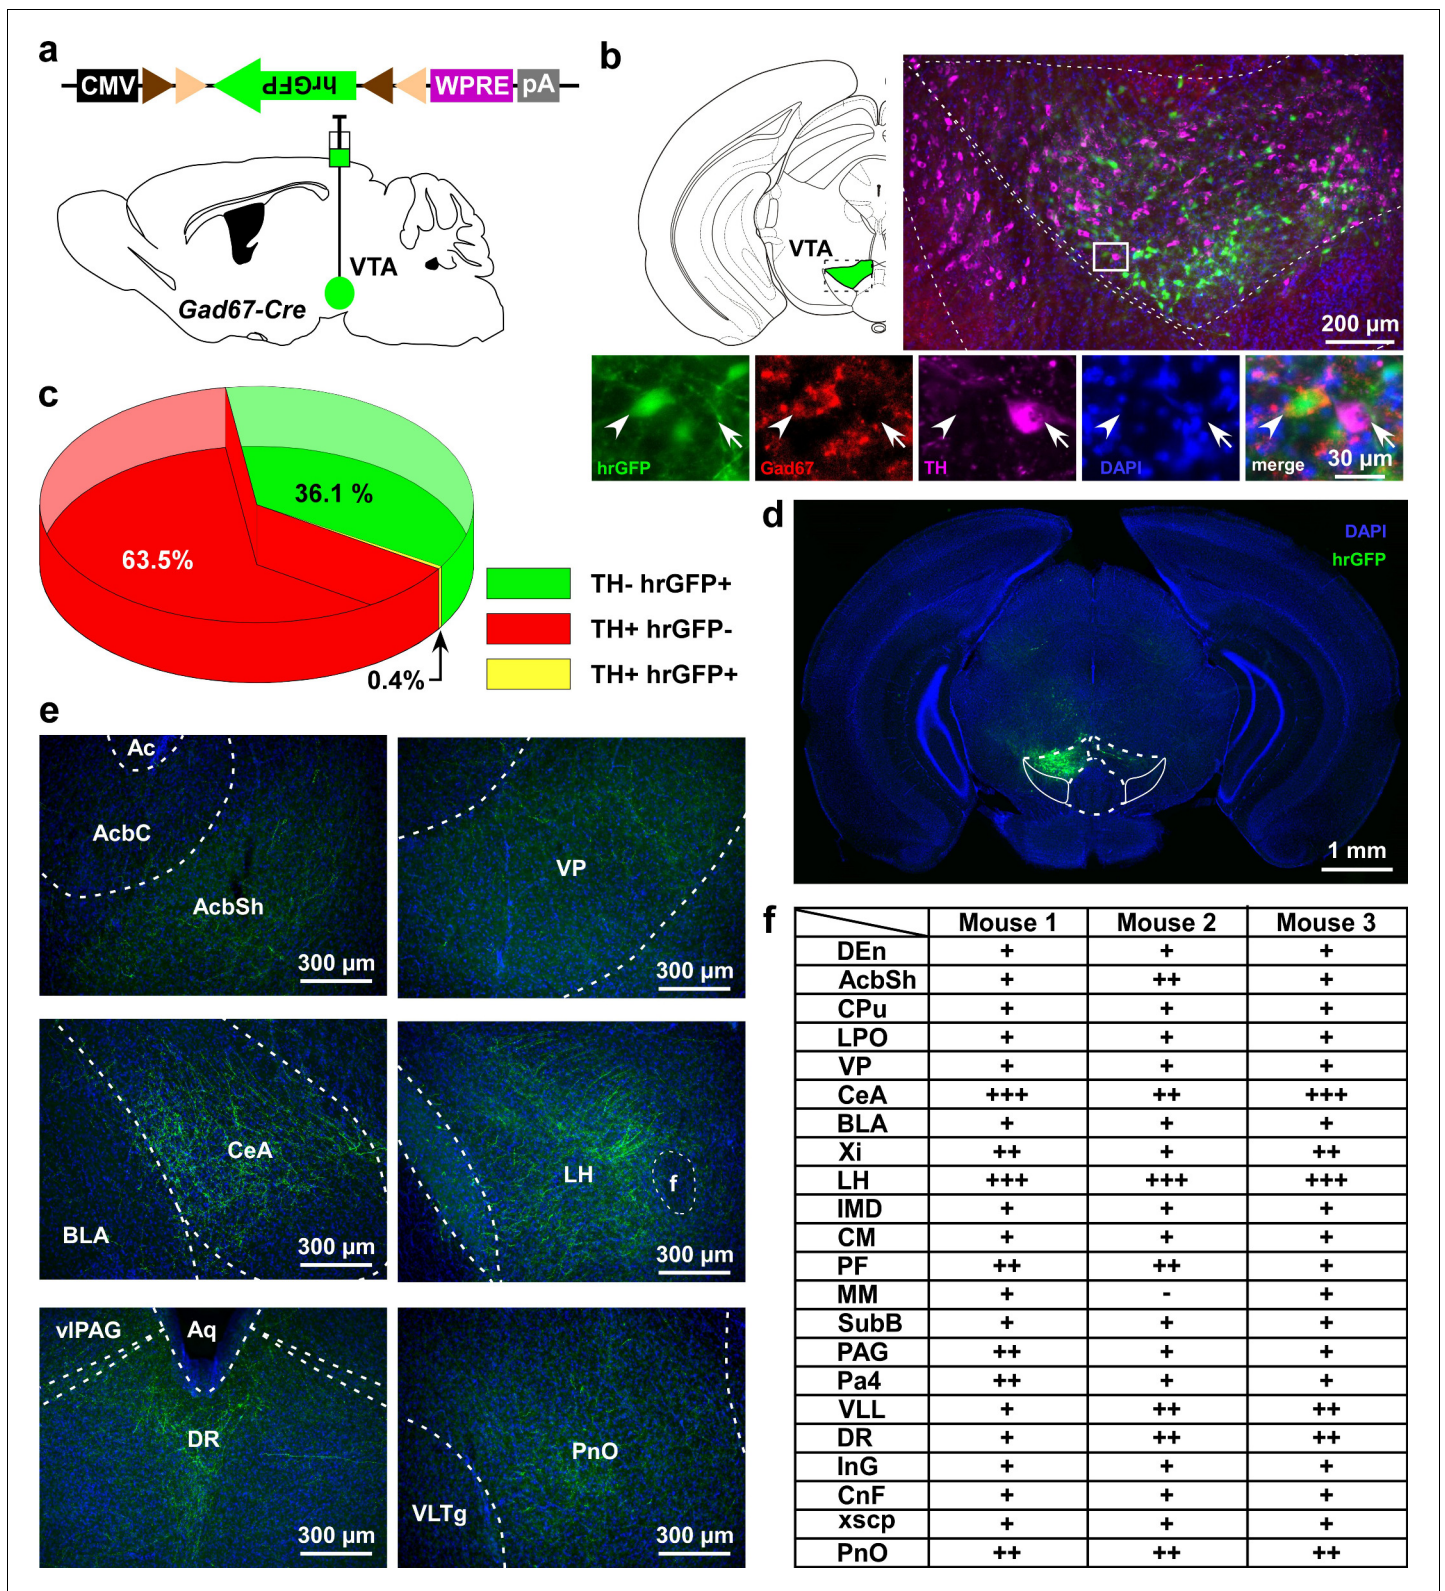 a
CMV hrGFP WPRE pA
VTA
Gad67-Cre
b
VTA
200 µm
hrGFP
Gad67
TH
DAPI
merge
30 µm
c
36.1 %
63.5%
0.4%
TH- hrGFP+
TH+ hrGFP-
TH+ hrGFP+
d
DAPI
hrGFP
1 mm
e
Ac
AcbC
AcbSh
300 µm
VP
300 µm
CeA
BLA
300 µm
LH
f
300 µm
vlPAG
Aq
DR
300 µm
PnO
VLTg
300 µm
f
Mouse 1 Mouse 2 Mouse 3
DEn + + +
AcbSh + ++ +
CPu + + +
LPO + + +
VP + + +
CeA +++ ++ +++
BLA + + +
Xi ++ + ++
LH +++ +++ +++
IMD + + +
CM + + +
PF ++ ++ +
MM + - +
SubB + + +
PAG ++ + +
Pa4 ++ + +
VLL + ++ ++
DR + ++ ++
InG + + +
CnF + + +
xscp + + +
PnO ++ ++ ++